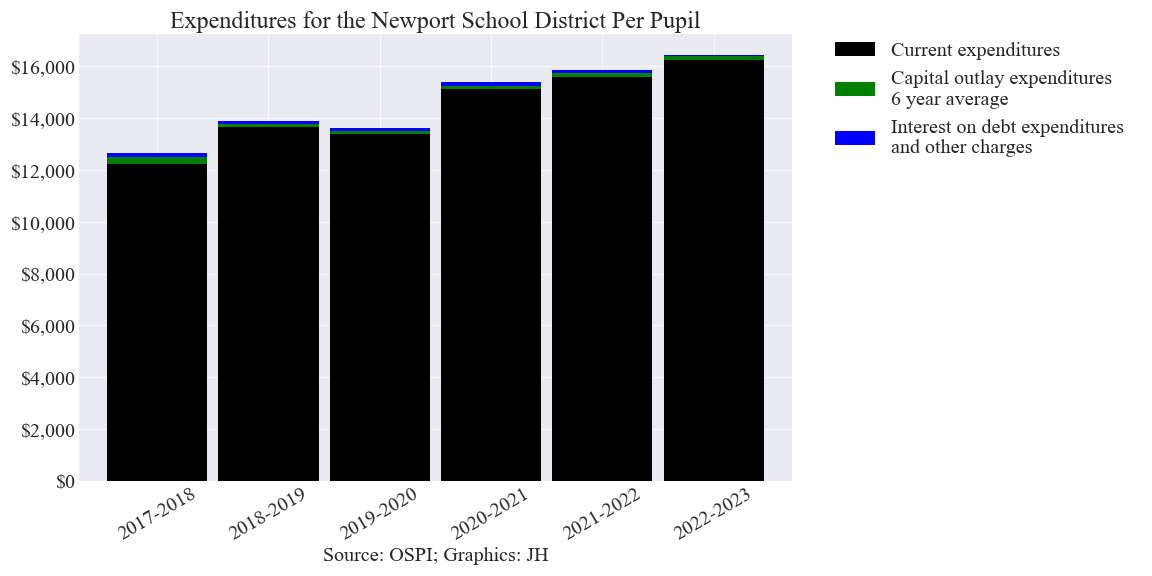 Expenditures for the Newport School District Per Pupil
$16,000
$14,000
$12,000
$10,000
$8,000
$6,000
$4,000
$2,000
$0
2017-2018
2018-2019
2019-2020
2020-2021
2021-2022
2022-2023
Source: OSPI; Graphics: JH
Current expenditures
Capital outlay expenditures
6 year average
Interest on debt expenditures
and other charges